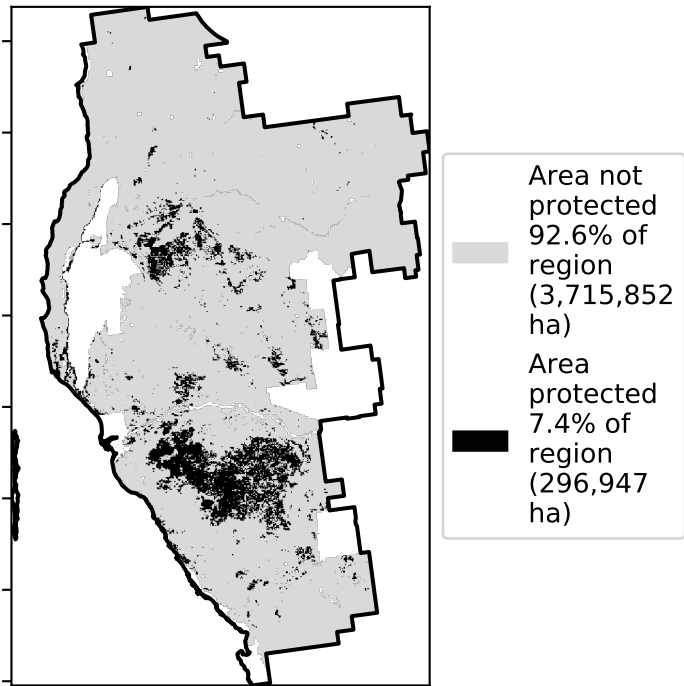 Area not
protected
92.6% of
region
(3,715,852
ha)
Area
protected
7.4% of
region
(296,947
ha)